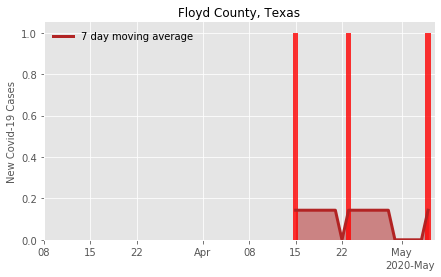 Floyd County, Texas
7 day moving average
New Covid-19 Cases
1.0
0.8
0.6
0.4
0.2
0.0
08 15 22 Apr 08 15 22 May
2020-May